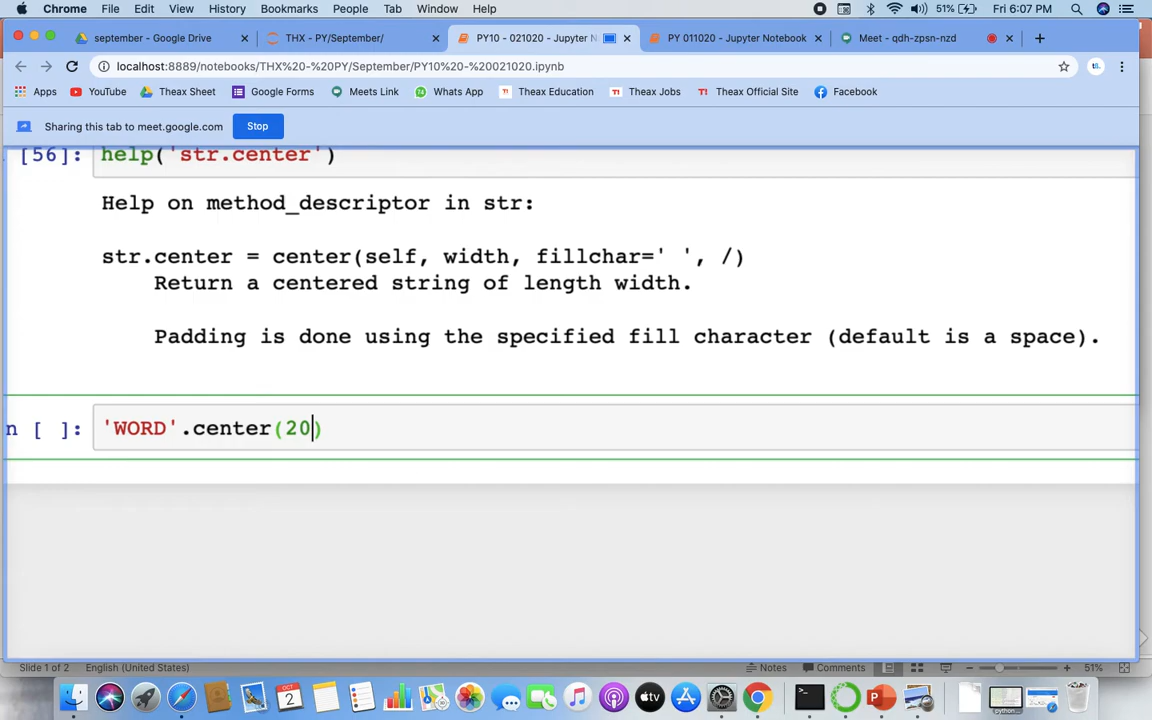 Chrome File Edit View History Bookmarks People Tab Window Help 51% Fri 6:07 PM
september - Google Drive THX - PY/September/ PY10 - 021020 - Jupyter N PY 011020 - Jupyter Notebook Meet - qdh-zpsn-nzd
localhost:8889/notebooks/THX%20-%20PY/September/PY10%20-%20021020.ipynb
Apps YouTube Theax Sheet Google Forms Meets Link Whats App Theax Education Theax Jobs Theax Official Site Facebook
Sharing this tab to meet.google.com Stop
[56]: help('str.center')
Help on method_descriptor in str:
str.center = center(self, width, fillchar=' ', /)
Return a centered string of length width.
Padding is done using the specified fill character (default is a space).
n [ ]: 'WORD'.center(20)
Slide 1 of 2 English (United States) Notes Comments 51%